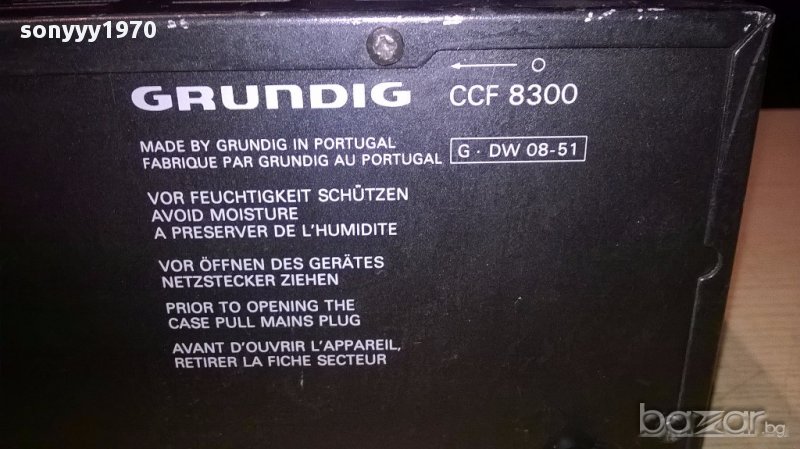 sonyyy1970
GRUNDIG CCF 8300
MADE BY GRUNDIG IN PORTUGAL
FABRIQUE PAR GRUNDIG AU PORTUGAL G · DW 08-51
VOR FEUCHTIGKEIT SCHÜTZEN
AVOID MOISTURE
A PRESERVER DE L'HUMIDITE
VOR ÖFFNEN DES GERÄTES
NETZSTECKER ZIEHEN
PRIOR TO OPENING THE
CASE PULL MAINS PLUG
AVANT D'OUVRIR L'APPAREIL,
RETIRER LA FICHE SECTEUR
bazar.bg